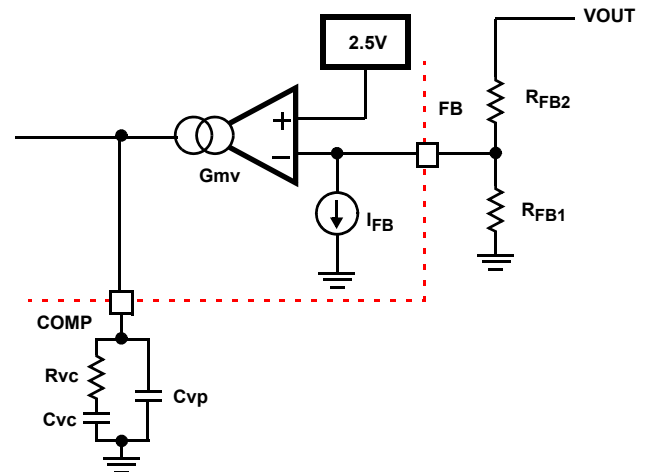 VOUT
2.5V
FB
RFB2
Gmv
IFB
RFB1
COMP
Rvc
Cvp
Cvc